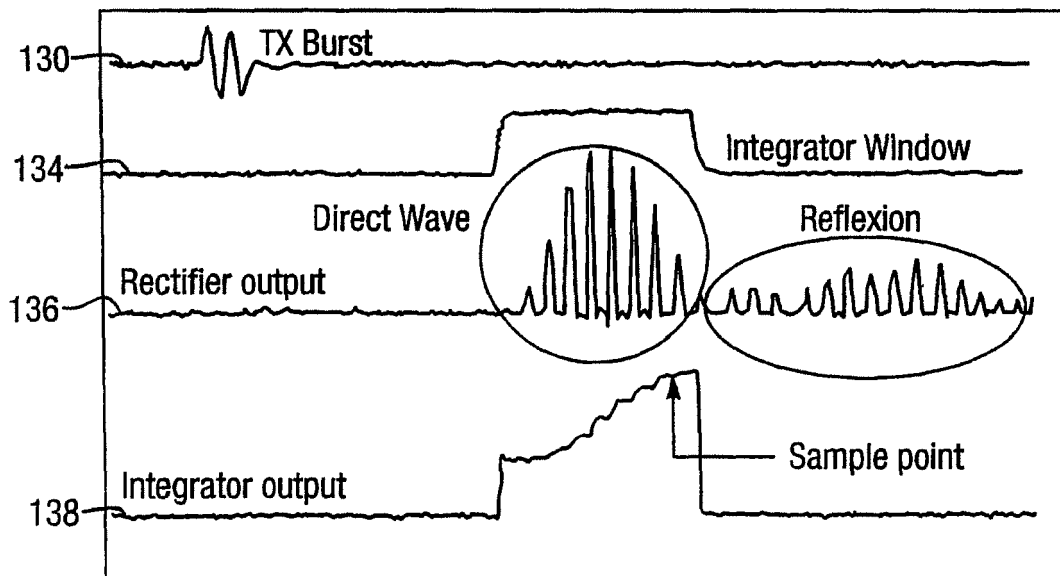 130
TX Burst
134
Integrator Window
Direct Wave
Reflexion
136
Rectifier output
Sample point
138
Integrator output